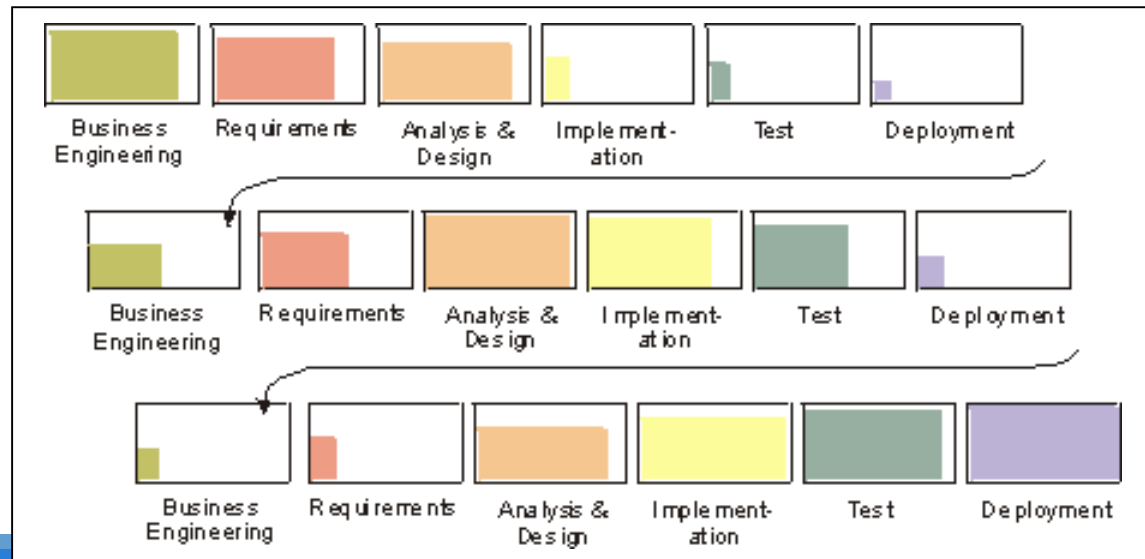 Business
Engineering
Requirements
Analysis &
Design
Implement-
ation
Test
Deployment
Business
Engineering
Requirements
Analysis &
Design
Implement-
ation
Test
Deployment
Business
Engineering
Requirements
Analysis &
Design
Implement-
ation
Test
Deployment